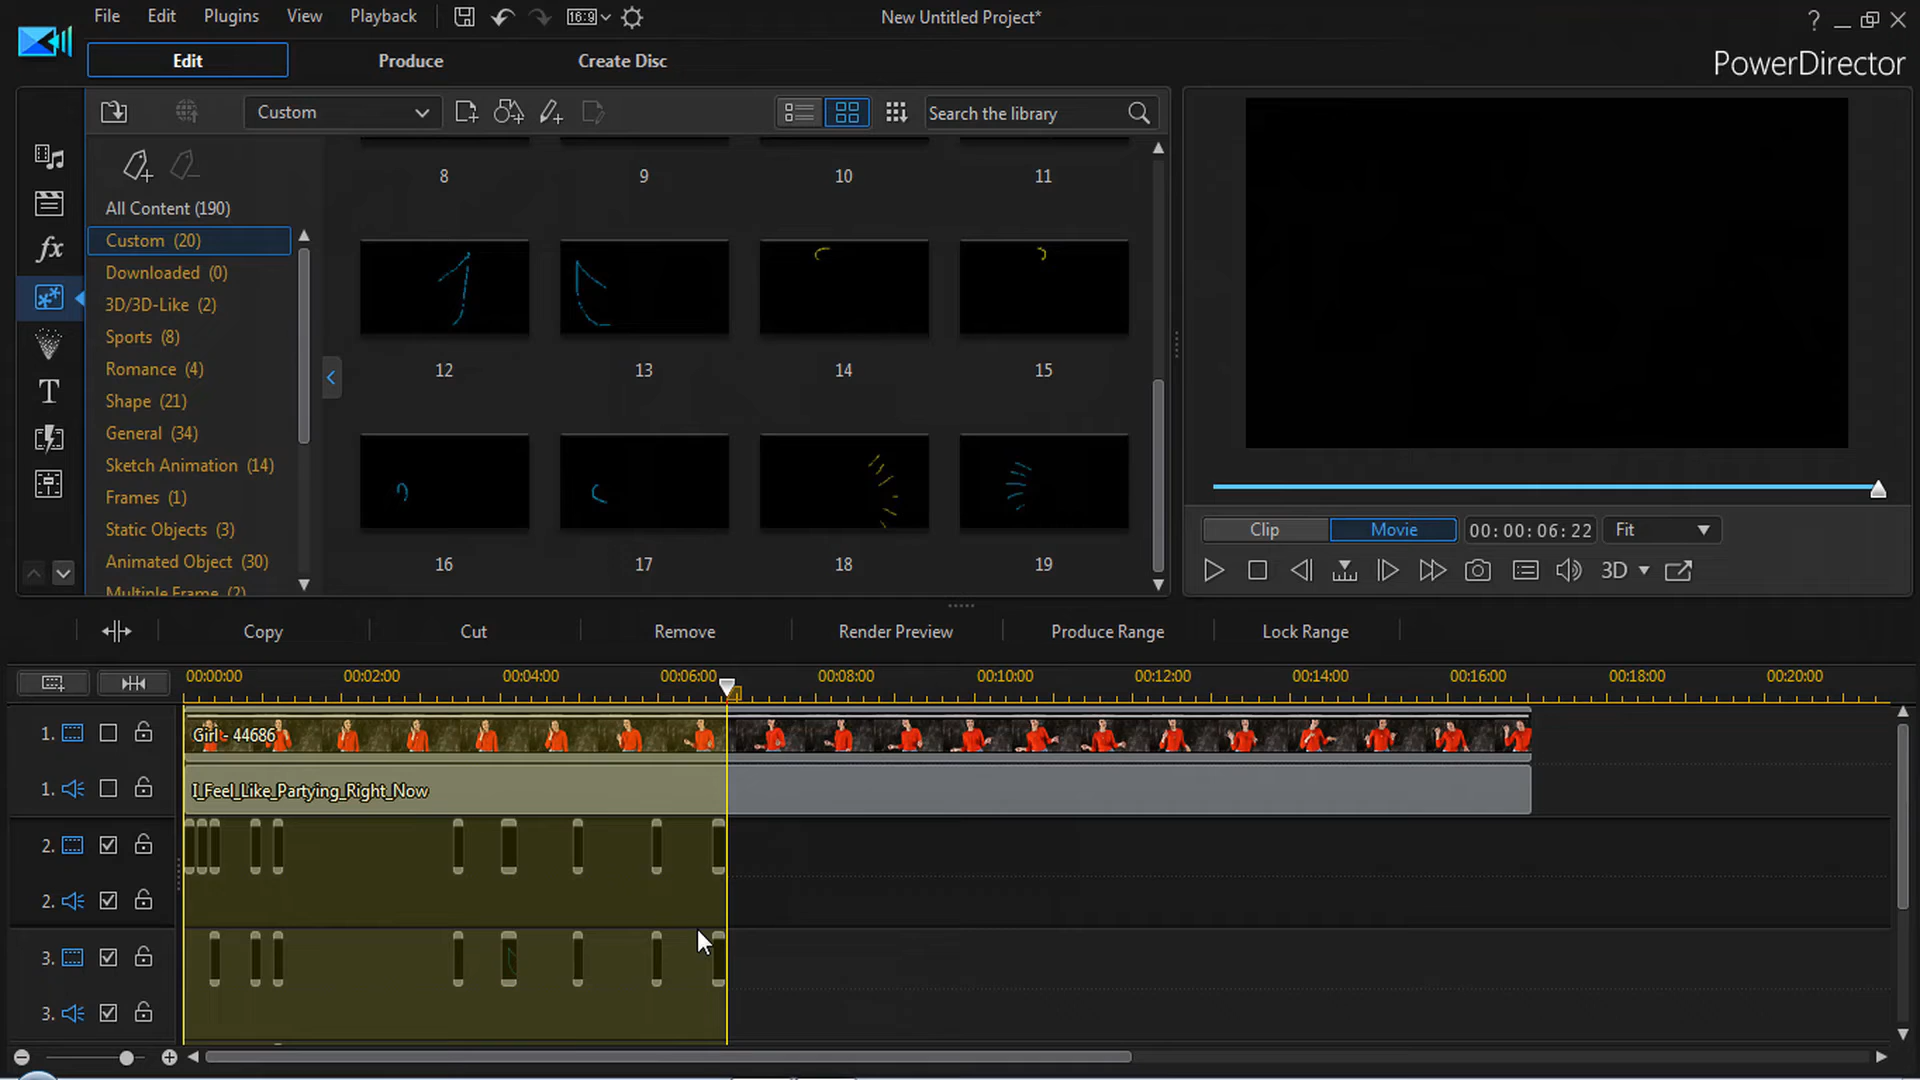 File Edit Plugins View Playback 16:9 New Untitled Project* ?
Edit Produce Create Disc PowerDirector
Custom Search the library
All Content (190)
Custom (20)
Downloaded (0)
3D/3D-Like (2)
Sports (8)
Romance (4)
Shape (21)
General (34)
Sketch Animation (14)
Frames (1)
Static Objects (3)
Animated Object (30)
Multiple Frame (2)
fx
T
8 9 10 11
12 13 14 15
16 17 18 19
Clip Movie 00:00:06:22 Fit
3D
Copy Cut Remove Render Preview Produce Range Lock Range
00:00:00 00:02:00 00:04:00 00:06:00 00:08:00 00:10:00 00:12:00 00:14:00 00:16:00 00:18:00 00:20:00
1. Girl - 44686
1. I_Feel_Like_Partying_Right_Now
2.
2.
3.
3.